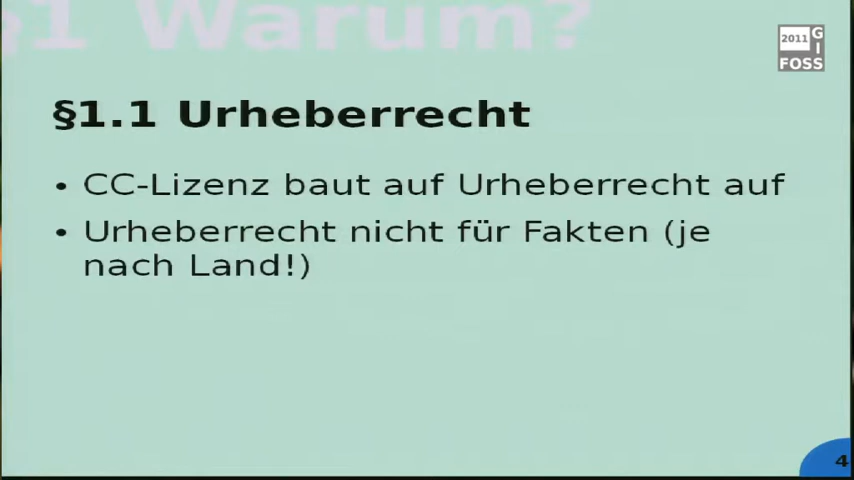 §1 Warum?
2011 G
I
FOSS
§1.1 Urheberrecht
• CC-Lizenz baut auf Urheberrecht auf
• Urheberrecht nicht für Fakten (je
nach Land!)
4